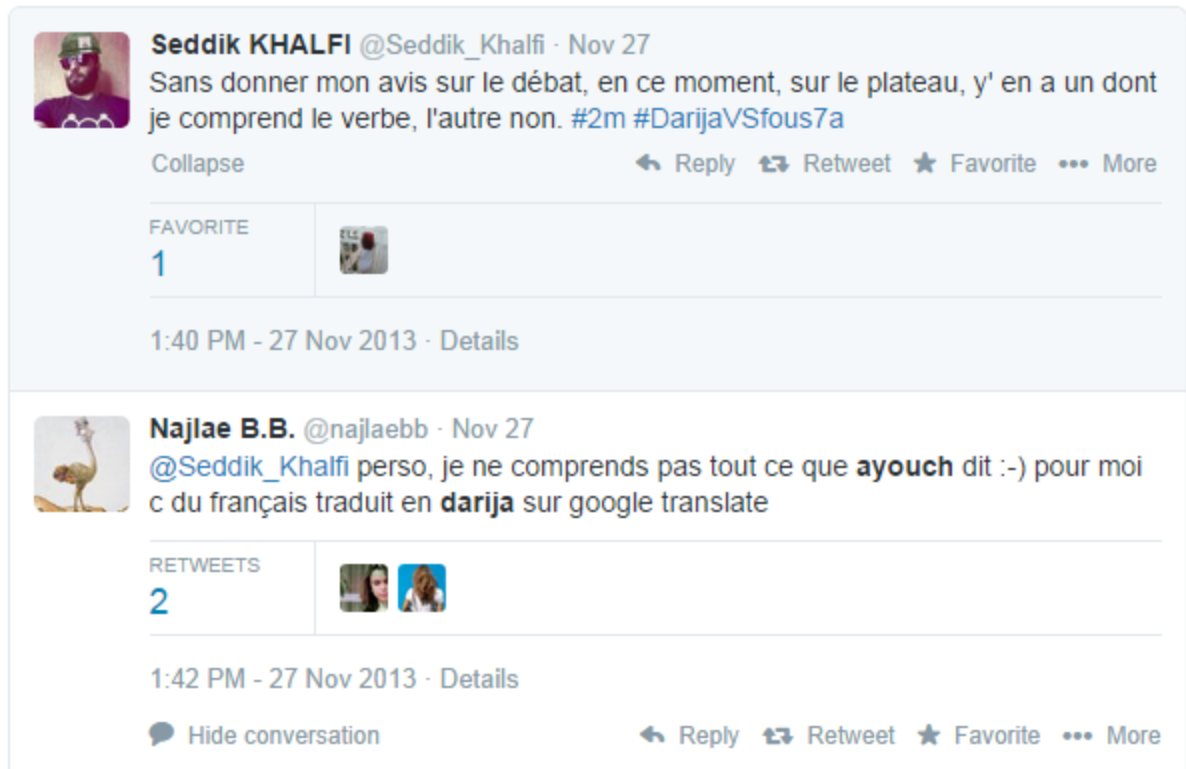 Seddik KHALFI @Seddik_Khalfi · Nov 27
Sans donner mon avis sur le débat, en ce moment, sur le plateau, y' en a un dont
je comprend le verbe, l'autre non. #2m #DarijaVSfous7a
Collapse Reply Retweet Favorite More
FAVORITE
1
1:40 PM - 27 Nov 2013 · Details
Najlae B.B. @najlaebb · Nov 27
@Seddik_Khalfi perso, je ne comprends pas tout ce que ayouch dit :-) pour moi
c du français traduit en darija sur google translate
RETWEETS
2
1:42 PM - 27 Nov 2013 · Details
Hide conversation Reply Retweet Favorite More